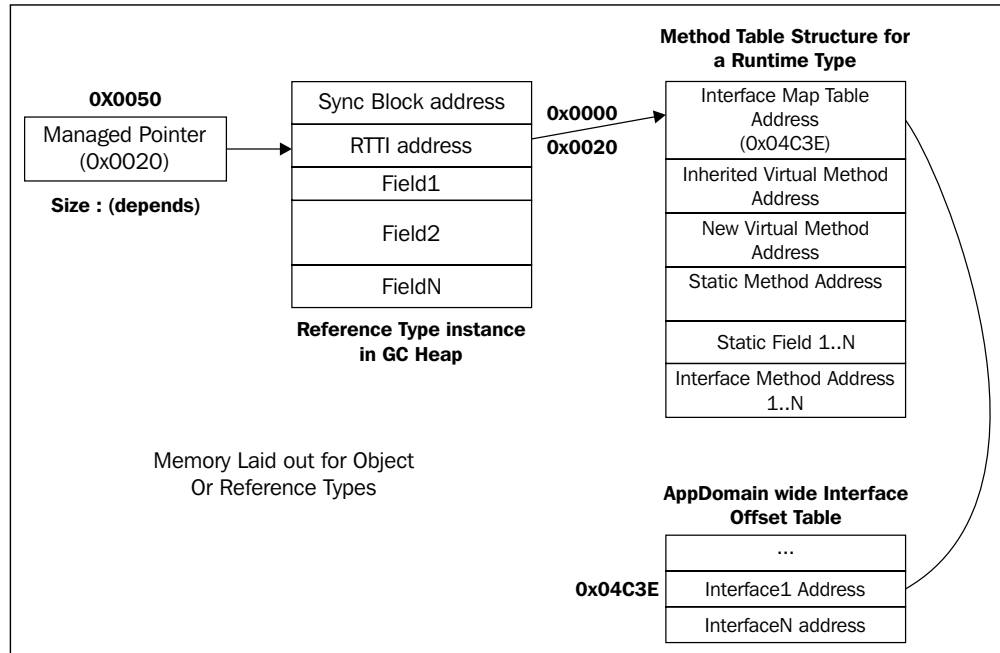 0X0050
Managed Pointer
(0x0020)
Size : (depends)
Sync Block address
RTTI address
Field1
Field2
FieldN
Reference Type instance
in GC Heap
0x0000
0x0020
Method Table Structure for
a Runtime Type
Interface Map Table
Address
(0x04C3E)
Inherited Virtual Method
Address
New Virtual Method
Address
Static Method Address
Static Field 1..N
Interface Method Address
1..N
Memory Laid out for Object
Or Reference Types
AppDomain wide Interface
Offset Table
...
0x04C3E
Interface1 Address
InterfaceN address